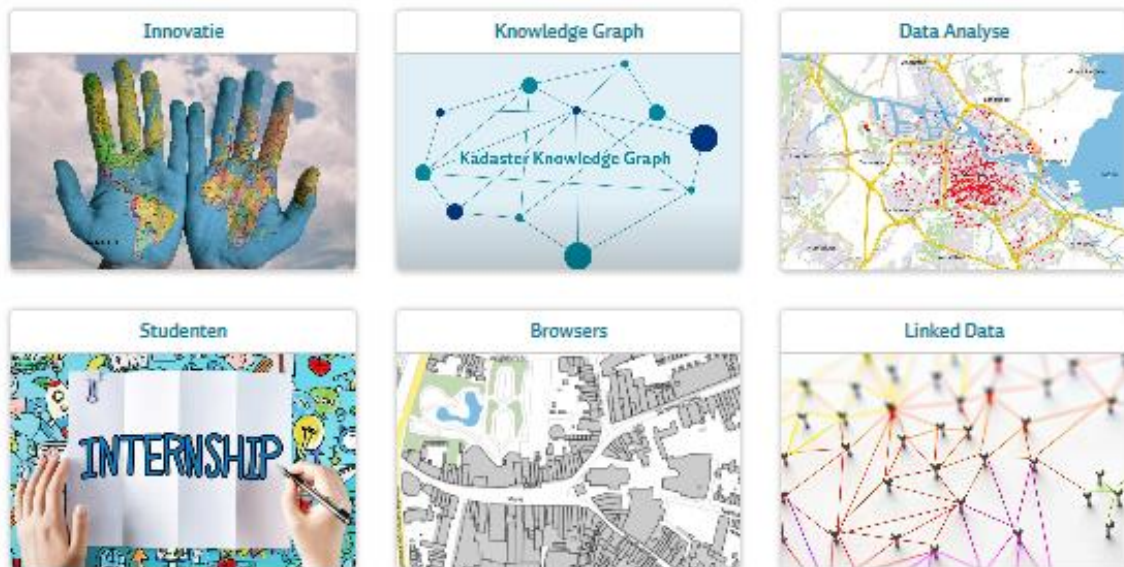 Innovatie
Knowledge Graph
Data Analyse
Kadaster Knowledge Graph
Studenten
Browsers
Linked Data
INTERNSHIP